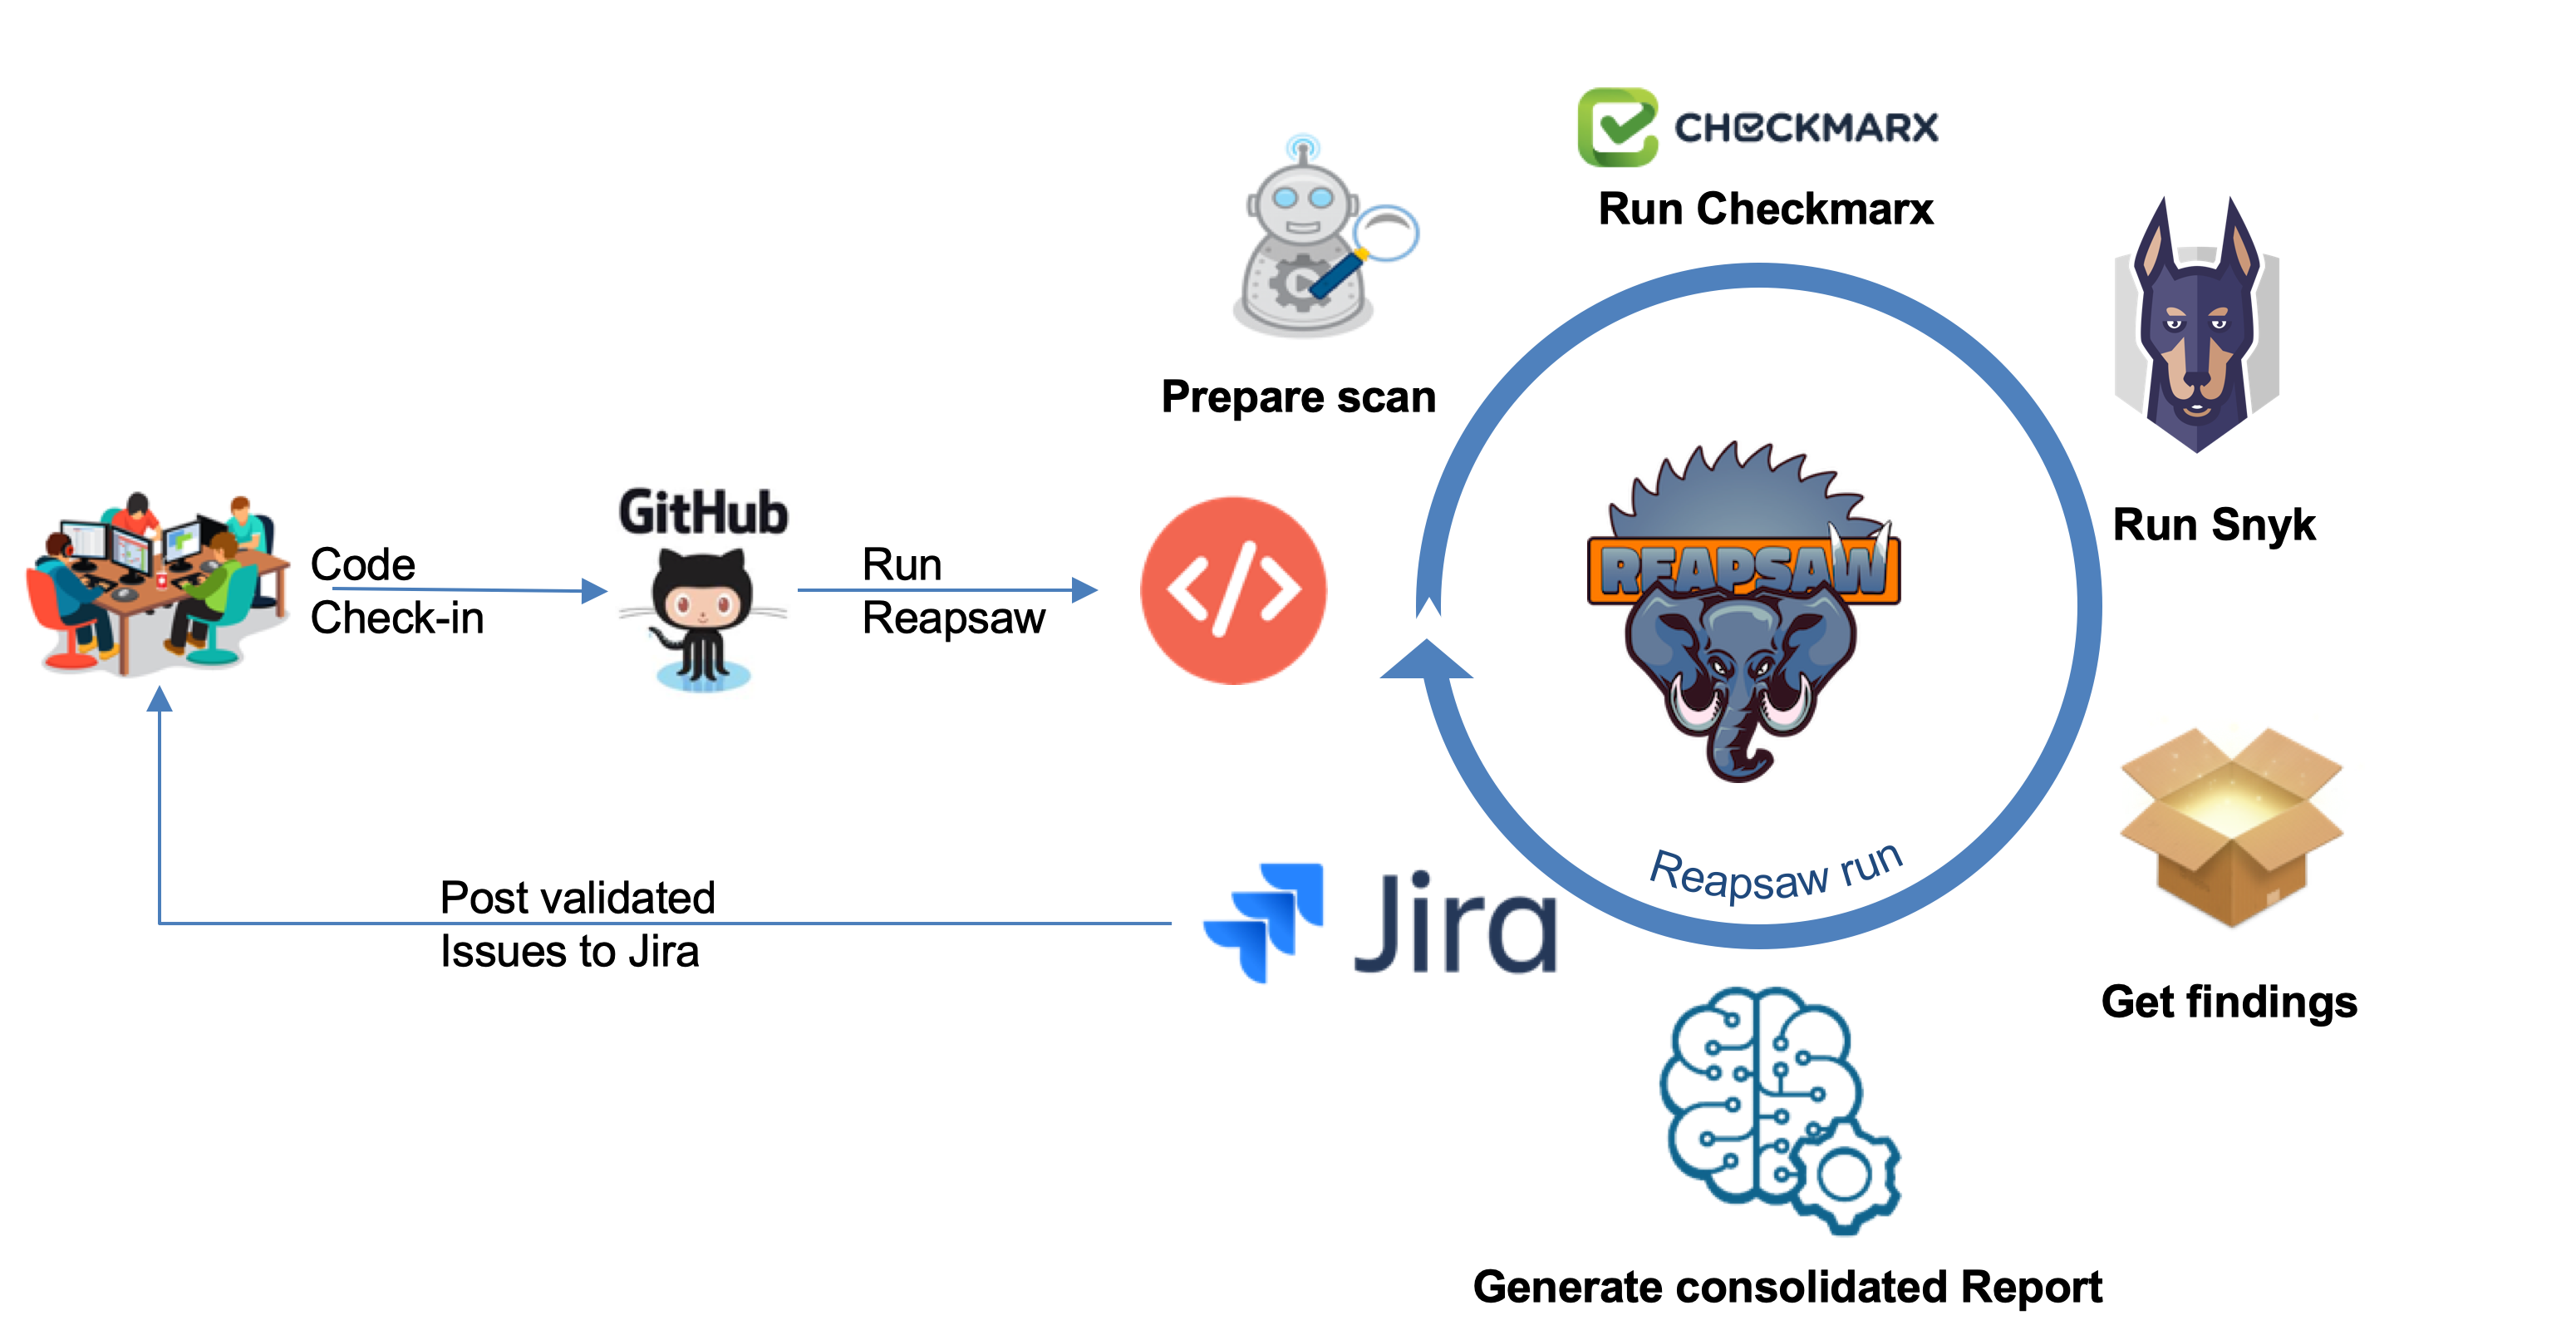 CHECKMARX
Run Checkmarx
Prepare scan
Run Snyk
GitHub
Code
Check-in
Run
Reapsaw
REAPSAW
Reapsaw run
Post validated
Issues to Jira
Jira
Get findings
Generate consolidated Report